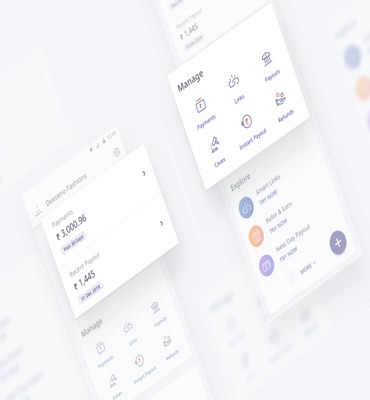 12:30
Deezeno Fashions
Payments
₹ 3,000.96
Past 30 Days
Recent Payout
₹ 1,445
31 Dec 2018
Manage
Payments
Links
Payouts
Cases
Instant Payout
Refunds
Recent Payout
₹ 1,445
Manage
Payments
Links
Payouts
Cases
Instant Payout
Refunds
Explore
Smart Links
TRY NOW
Refer & Earn
TRY NOW
Next Day Payout
TRY NOW
MORE